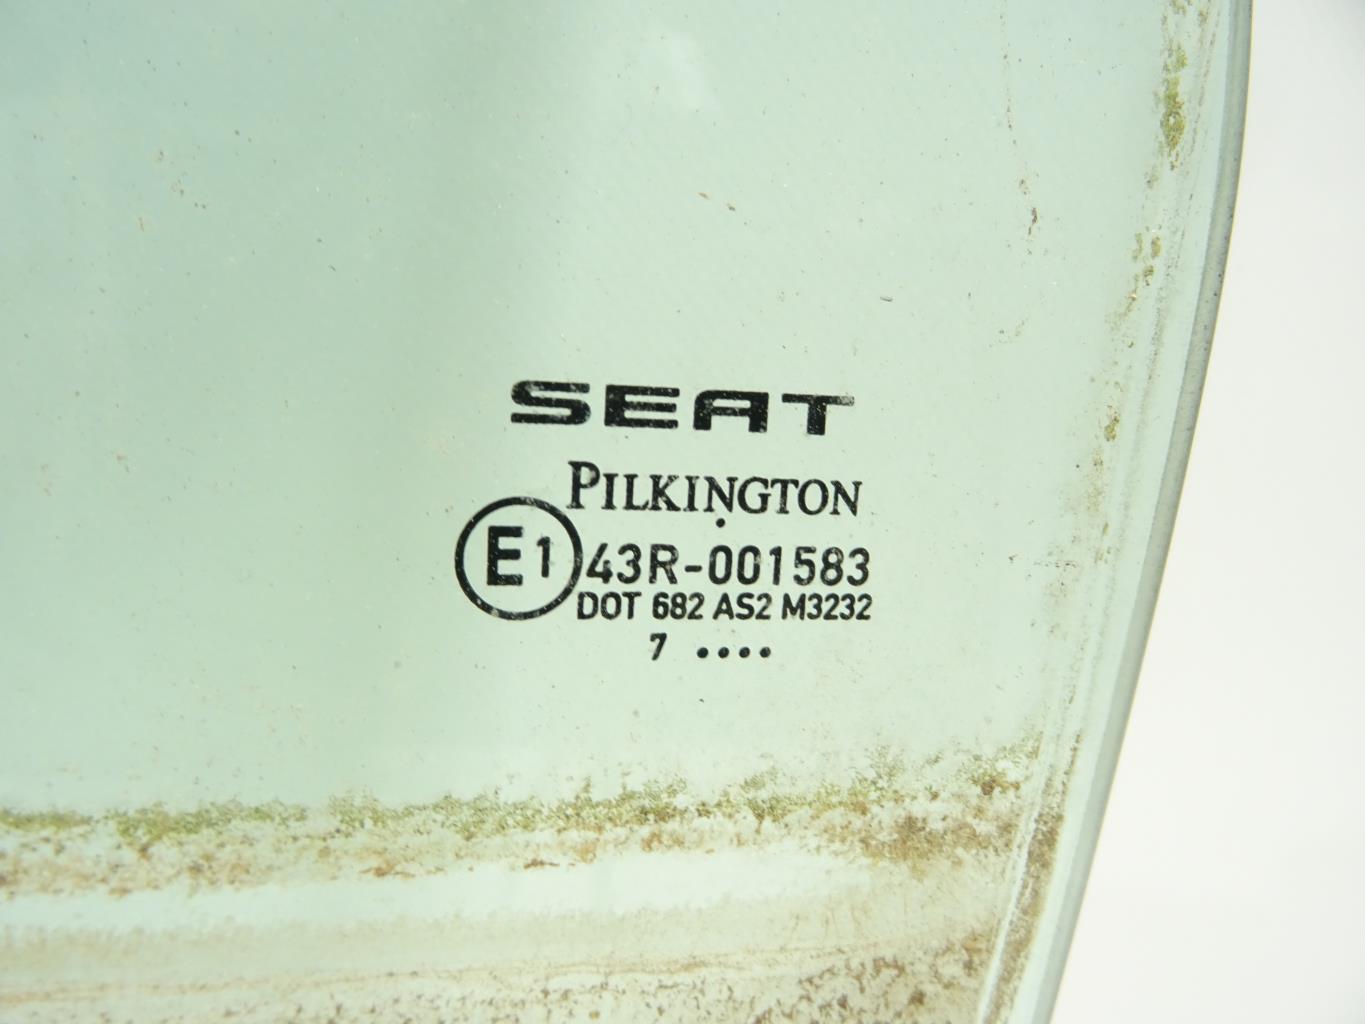 SEAT
PILKINGTON
E1 43R-001583
DOT 682 AS2 M3232
7 ••••